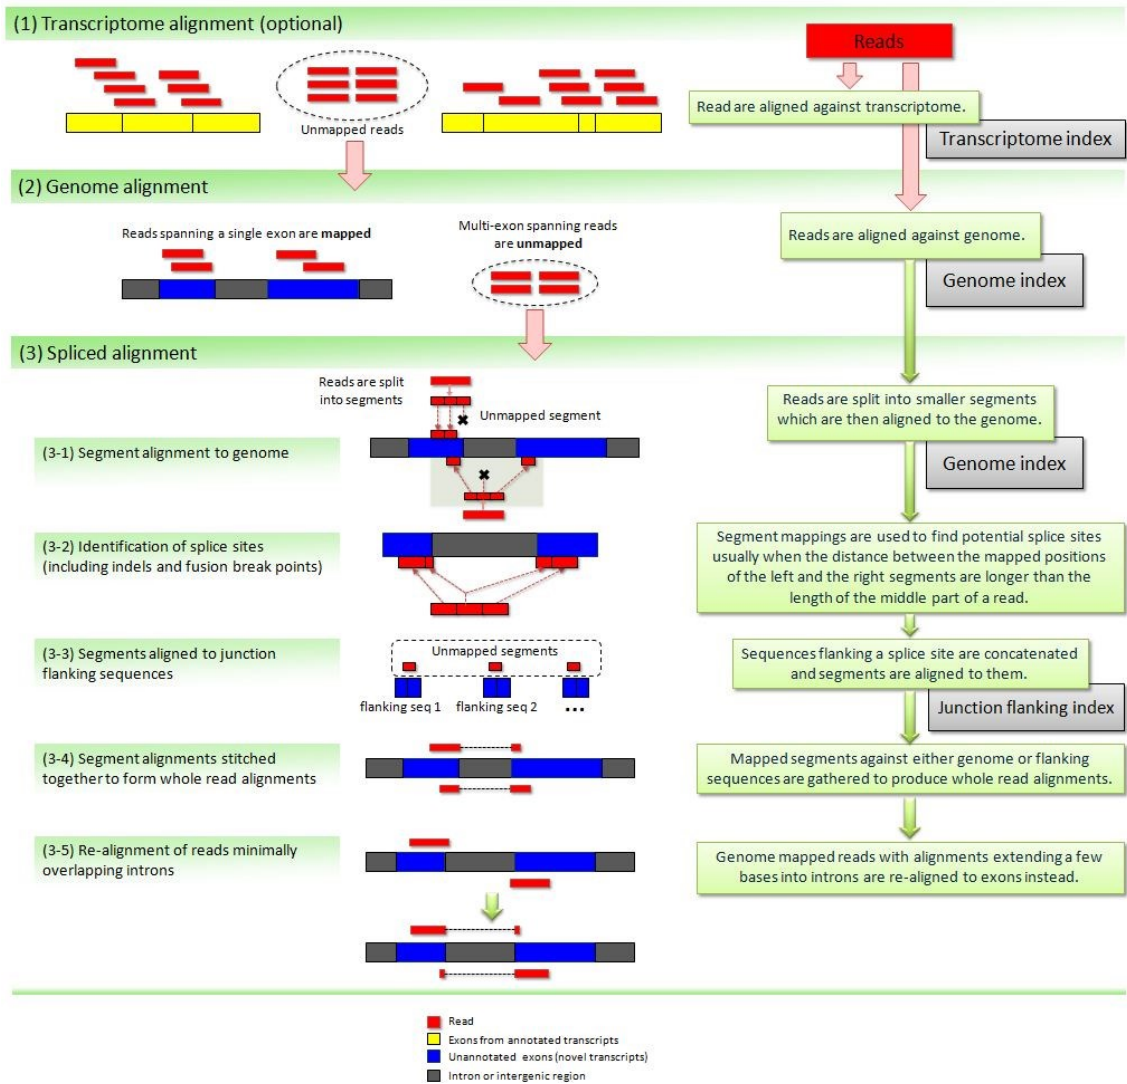 (1) Transcriptome alignment (optional)
Reads
Unmapped reads
Read are aligned against transcriptome.
Transcriptome index
(2) Genome alignment
Reads spanning a single exon are mapped
Multi-exon spanning reads
are unmapped
Reads are aligned against genome.
Genome index
(3) Spliced alignment
Reads are split
into segments
Unmapped segment
(3-1) Segment alignment to genome
Reads are split into smaller segments
which are then aligned to the genome.
Genome index
(3-2) Identification of splice sites
(including indels and fusion break points)
Segment mappings are used to find potential splice sites
usually when the distance between the mapped positions
of the left and the right segments are longer than the
length of the middle part of a read.
(3-3) Segments aligned to junction
flanking sequences
Unmapped segments
flanking seq 1
flanking seq 2
...
Sequences flanking a splice site are concatenated
and segments are aligned to them.
Junction flanking index
(3-4) Segment alignments stitched
together to form whole read alignments
Mapped segments against either genome or flanking
sequences are gathered to produce whole read alignments.
(3-5) Re-alignment of reads minimally
overlapping introns
Genome mapped reads with alignments extending a few
bases into introns are re-aligned to exons instead.
Read
Exons from annotated transcripts
Unannotated exons (novel transcripts)
Intron or intergenic region